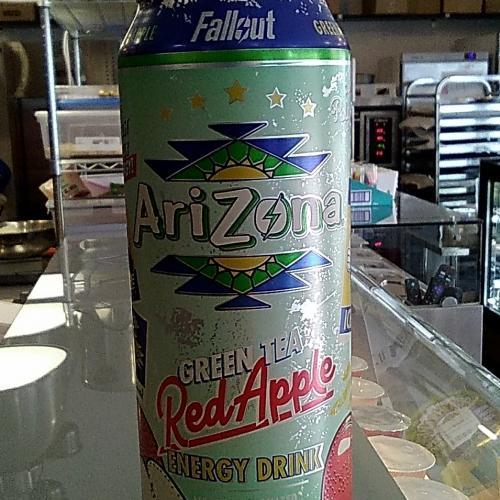 Fallout
AriZona
GREEN TEA
Red Apple
ENERGY DRINK